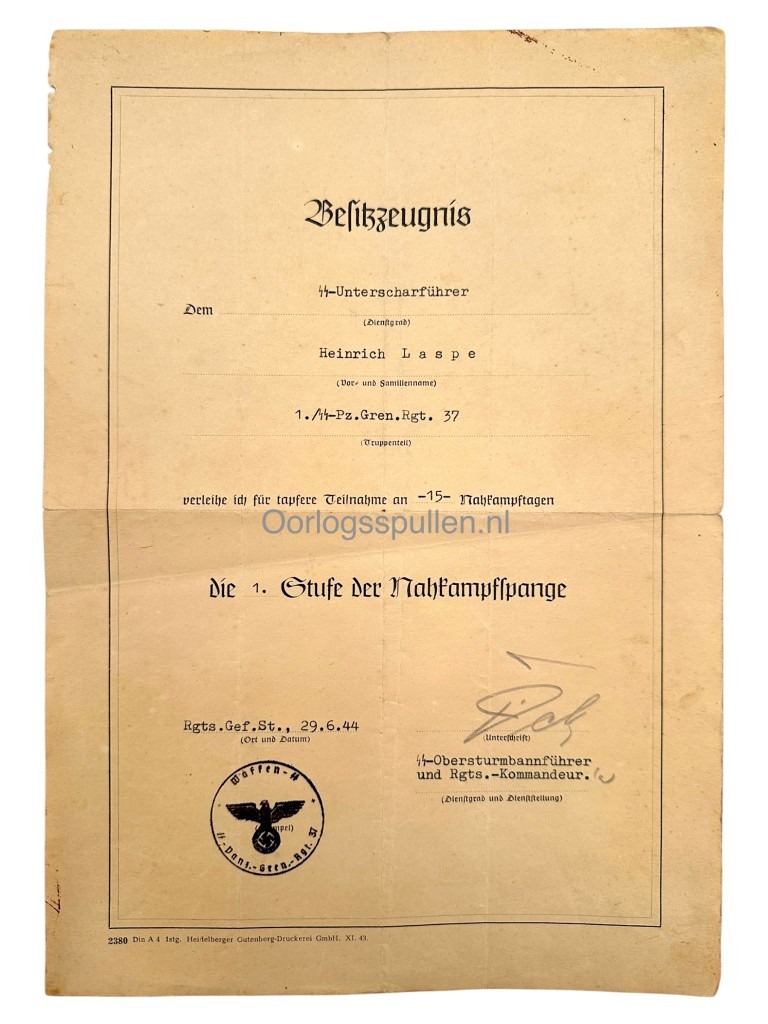 Besitzzeugnis
ᛋᛋ-Unterscharführer
Dem
(Dienstgrad)
Heinrich L a s p e
(Vor- und Familienname)
1./ᛋᛋ-Pz.Gren.Rgt. 37
(Truppenteil)
verleihe ich für tapfere Teilnahme an -15- Nahkampftagen
Oorlogsspullen.nl
die 1. Stufe der Nahkampfspange
Rgts.Gef.St., 29.6.44
(Ort und Datum)
(Unterschrift)
ᛋᛋ-Obersturmbannführer
und Rgts.-Kommandeur.
(Dienstgrad und Dienststellung)
Waffen-ᛋᛋ
ᛋᛋ-Panz.-Gren.-Rgt. 37
2380 Din A 4 Istg. Heidelberger Gutenberg-Druckerei GmbH. XI. 43.